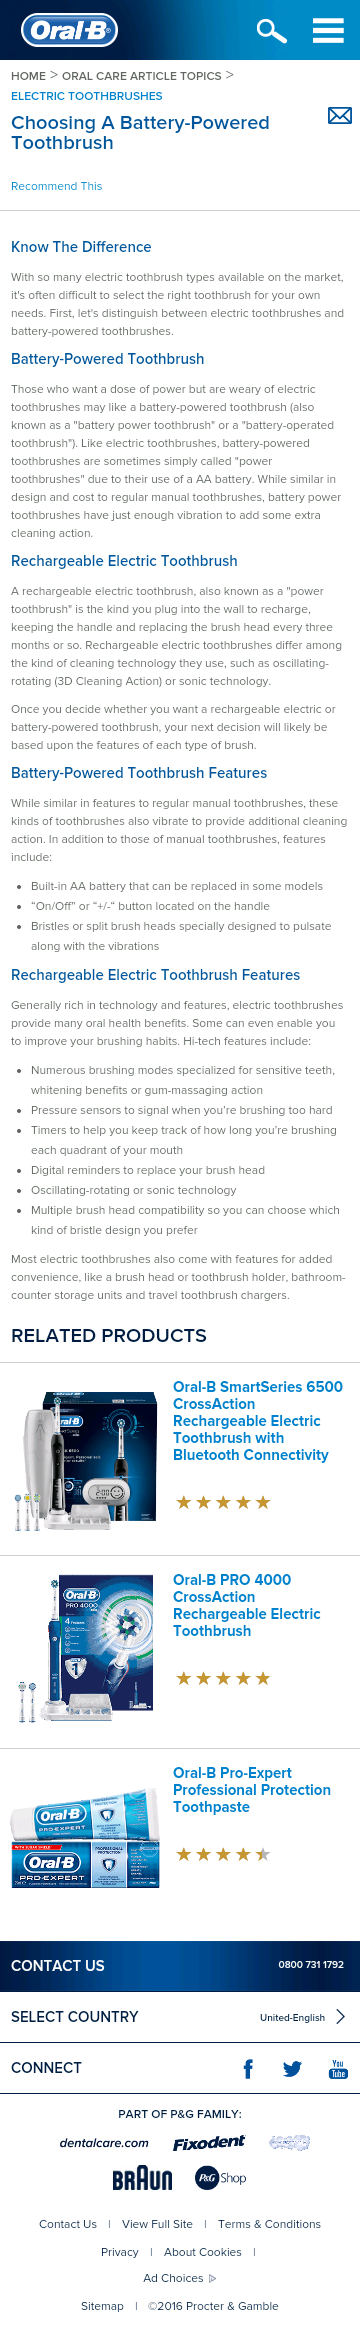 Oral-B®
HOME > ORAL CARE ARTICLE TOPICS >
ELECTRIC TOOTHBRUSHES
Choosing A Battery-Powered
Toothbrush
Recommend This
Know The Difference
With so many electric toothbrush types available on the market,
it's often difficult to select the right toothbrush for your own
needs. First, let's distinguish between electric toothbrushes and
battery-powered toothbrushes.
Battery-Powered Toothbrush
Those who want a dose of power but are weary of electric
toothbrushes may like a battery-powered toothbrush (also
known as a "battery power toothbrush" or a "battery-operated
toothbrush"). Like electric toothbrushes, battery-powered
toothbrushes are sometimes simply called "power
toothbrushes" due to their use of a AA battery. While similar in
design and cost to regular manual toothbrushes, battery power
toothbrushes have just enough vibration to add some extra
cleaning action.
Rechargeable Electric Toothbrush
A rechargeable electric toothbrush, also known as a "power
toothbrush" is the kind you plug into the wall to recharge,
keeping the handle and replacing the brush head every three
months or so. Rechargeable electric toothbrushes differ among
the kind of cleaning technology they use, such as oscillating-
rotating (3D Cleaning Action) or sonic technology.
Once you decide whether you want a rechargeable electric or
battery-powered toothbrush, your next decision will likely be
based upon the features of each type of brush.
Battery-Powered Toothbrush Features
While similar in features to regular manual toothbrushes, these
kinds of toothbrushes also vibrate to provide additional cleaning
action. In addition to those of manual toothbrushes, features
include:
• Built-in AA battery that can be replaced in some models
• “On/Off” or “+/-“ button located on the handle
• Bristles or split brush heads specially designed to pulsate
along with the vibrations
Rechargeable Electric Toothbrush Features
Generally rich in technology and features, electric toothbrushes
provide many oral health benefits. Some can even enable you
to improve your brushing habits. Hi-tech features include:
• Numerous brushing modes specialized for sensitive teeth,
whitening benefits or gum-massaging action
• Pressure sensors to signal when you're brushing too hard
• Timers to help you keep track of how long you're brushing
each quadrant of your mouth
• Digital reminders to replace your brush head
• Oscillating-rotating or sonic technology
• Multiple brush head compatibility so you can choose which
kind of bristle design you prefer
Most electric toothbrushes also come with features for added
convenience, like a brush head or toothbrush holder, bathroom-
counter storage units and travel toothbrush chargers.
RELATED PRODUCTS
Oral-B SmartSeries 6500
CrossAction
Rechargeable Electric
Toothbrush with
Bluetooth Connectivity
Oral-B
Oral-B PRO 4000
CrossAction
Rechargeable Electric
Toothbrush
Oral-B
PRO 4000
Oral-B Pro-Expert
Professional Protection
Toothpaste
Oral-B
PRO-EXPERT
Oral-B
PRO-EXPERT
CONTACT US 0800 731 1792
SELECT COUNTRY United-English
CONNECT
You
Tube
PART OF P&G FAMILY:
dentalcare.com Fixodent
BRAUN P&G Shop
Contact Us | View Full Site | Terms & Conditions
Privacy | About Cookies |
Ad Choices
Sitemap | ©2016 Procter & Gamble